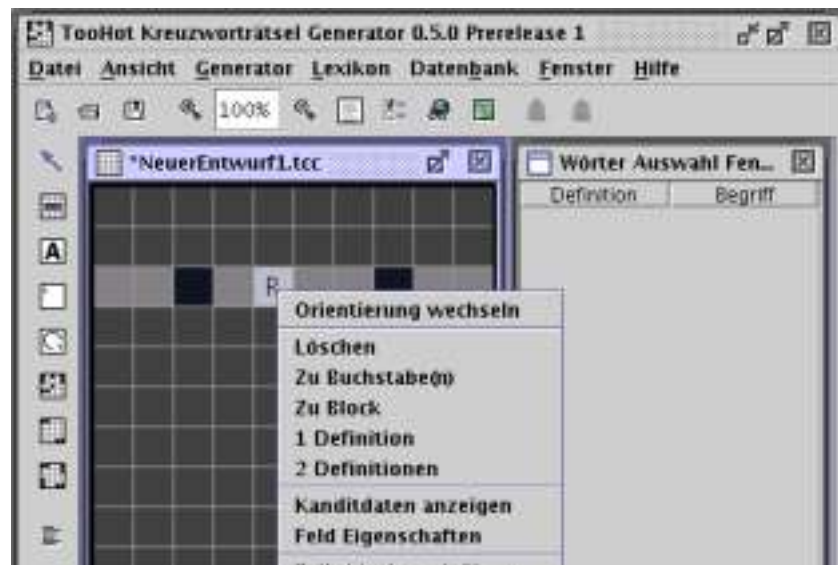 TooHot Kreuzworträtsel Generator 0.5.0 Prerelease 1
Datei Ansicht Generator Lexikon Datenbank Fenster Hilfe
100%
*NeuerEntwurf1.tcc
Wörter Auswahl Fen...
Definition Begriff
A
R
Orientierung wechseln
Löschen
Zu Buchstabe(n)
Zu Block
1 Definition
2 Definitionen
Kanditdaten anzeigen
Feld Eigenschaften